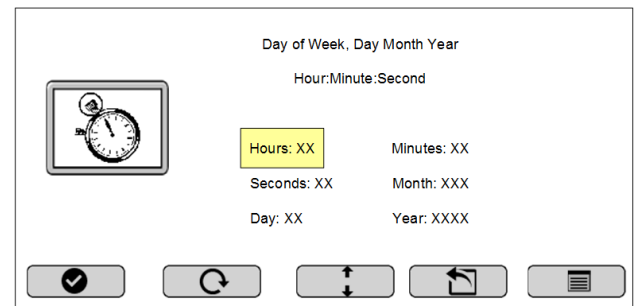 Day of Week, Day Month Year
Hour:Minute:Second
Hours: XX Minutes: XX
Seconds: XX Month: XXX
Day: XX Year: XXXX